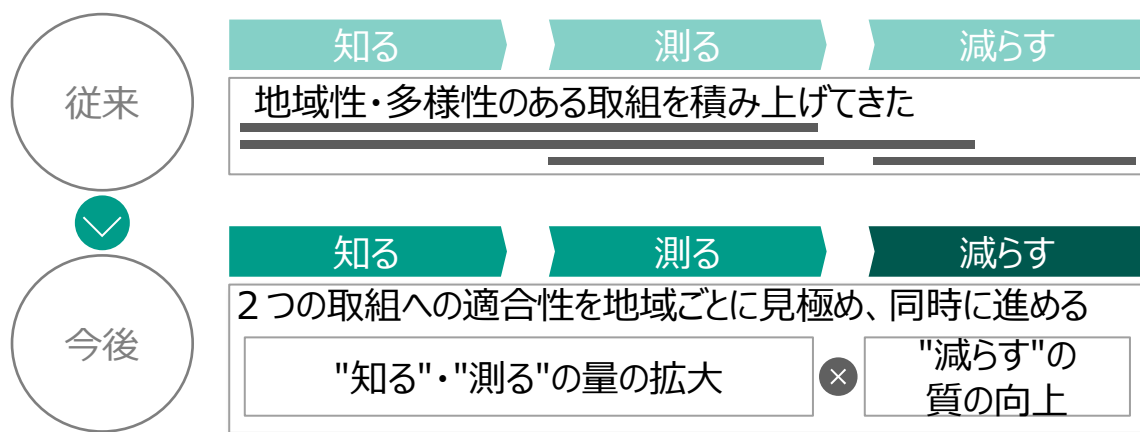 従来
知る
測る
減らす
地域性・多様性のある取組を積み上げてきた
今後
知る
測る
減らす
２つの取組への適合性を地域ごとに見極め、同時に進める
"知る"・"測る"の量の拡大
×
"減らす"の
質の向上